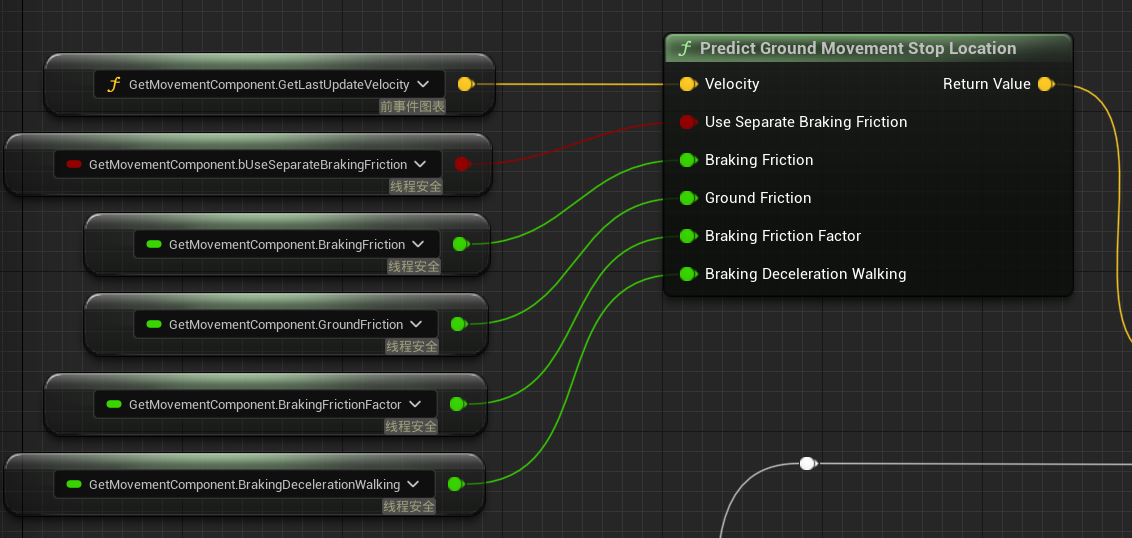 GetMovementComponent.GetLastUpdateVelocity
前事件图表
GetMovementComponent.bUseSeparateBrakingFriction
线程安全
GetMovementComponent.BrakingFriction
线程安全
GetMovementComponent.GroundFriction
线程安全
GetMovementComponent.BrakingFrictionFactor
线程安全
GetMovementComponent.BrakingDecelerationWalking
线程安全
f Predict Ground Movement Stop Location
Velocity
Return Value
Use Separate Braking Friction
Braking Friction
Ground Friction
Braking Friction Factor
Braking Deceleration Walking